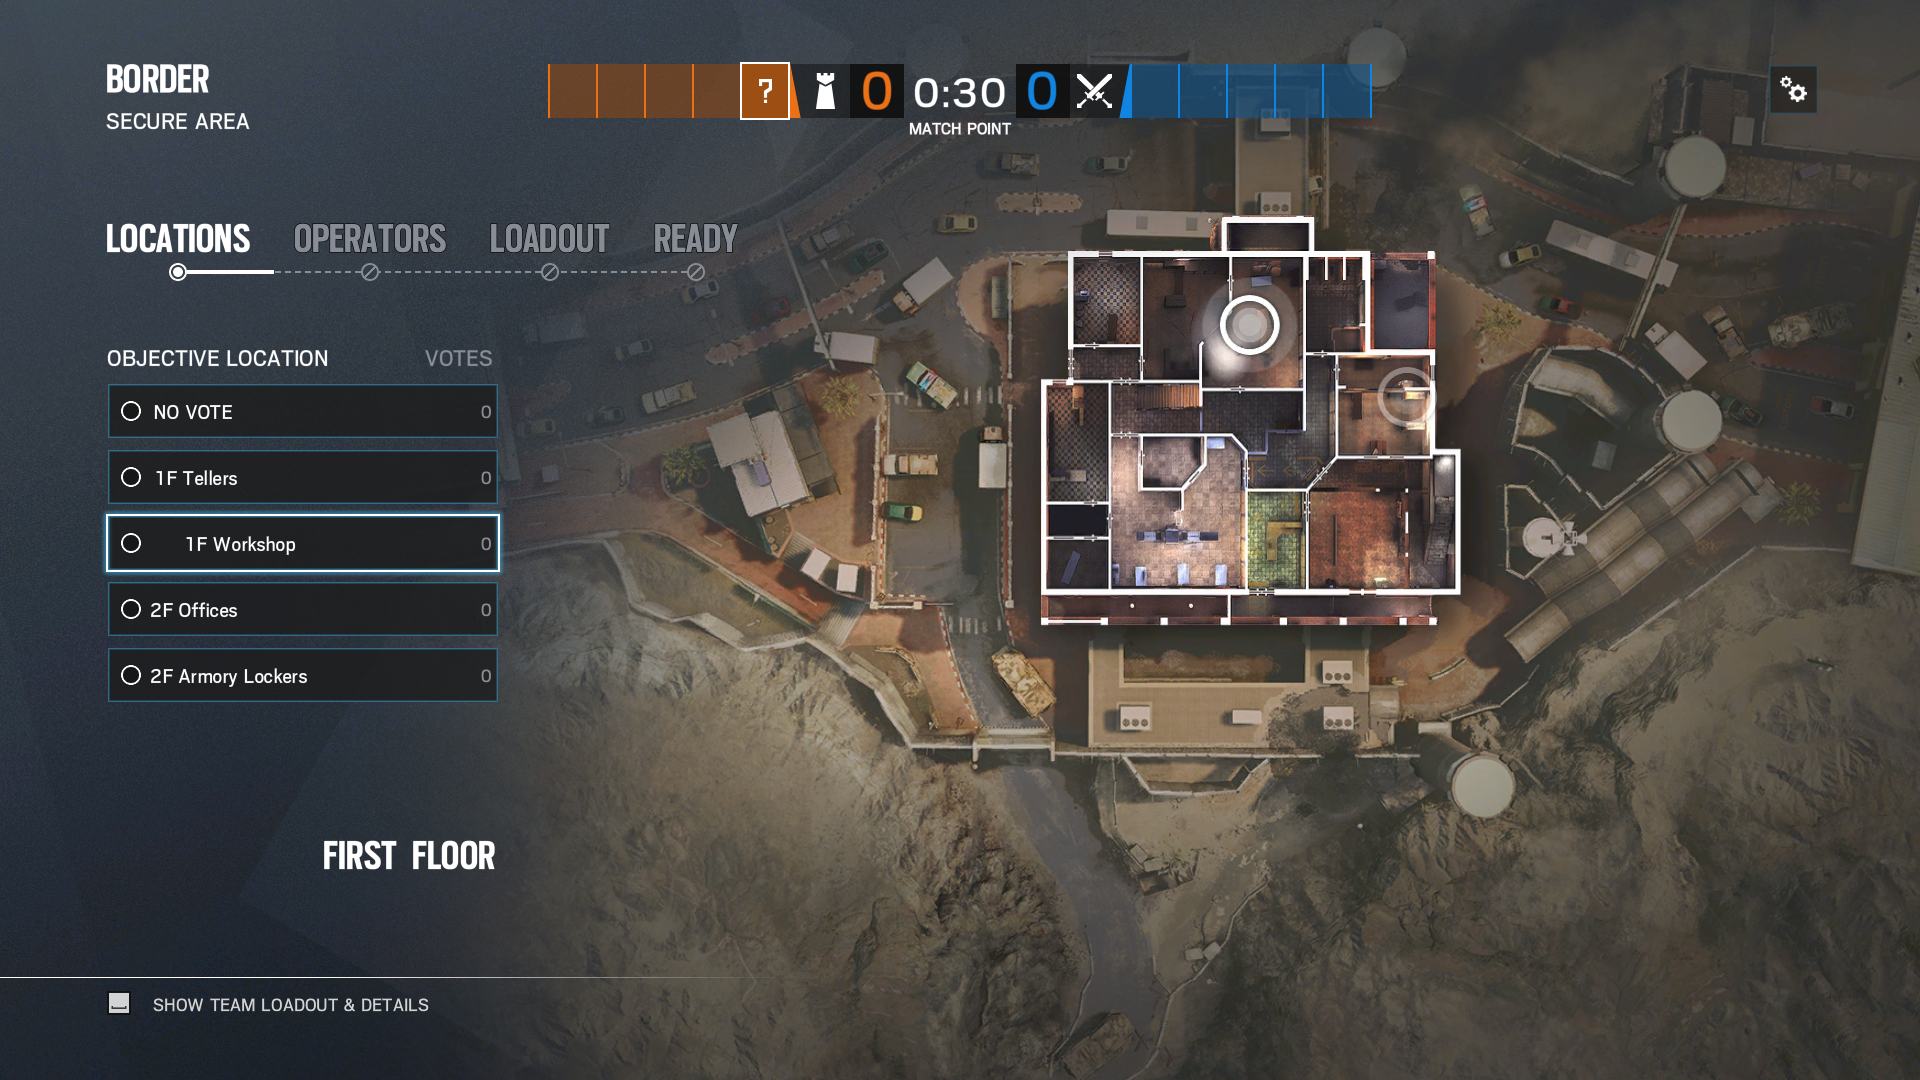 BORDER
SECURE AREA
?
0
0:30
0
MATCH POINT
LOCATIONS
OPERATORS
LOADOUT
READY
OBJECTIVE LOCATION
VOTES
NO VOTE
0
1F Tellers
0
1F Workshop
0
2F Offices
0
2F Armory Lockers
0
FIRST FLOOR
SHOW TEAM LOADOUT & DETAILS